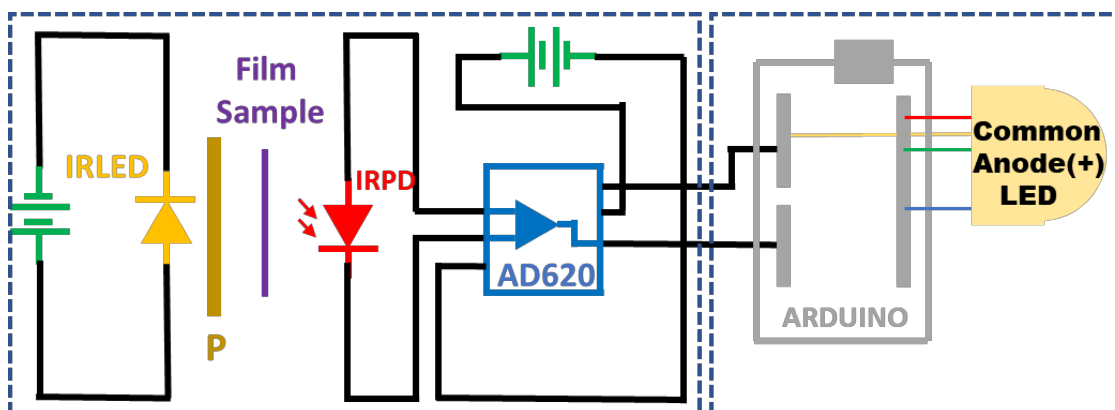 Film
Sample
IRLED
IRPD
P
AD620
Common
Anode(+)
LED
ARDUINO